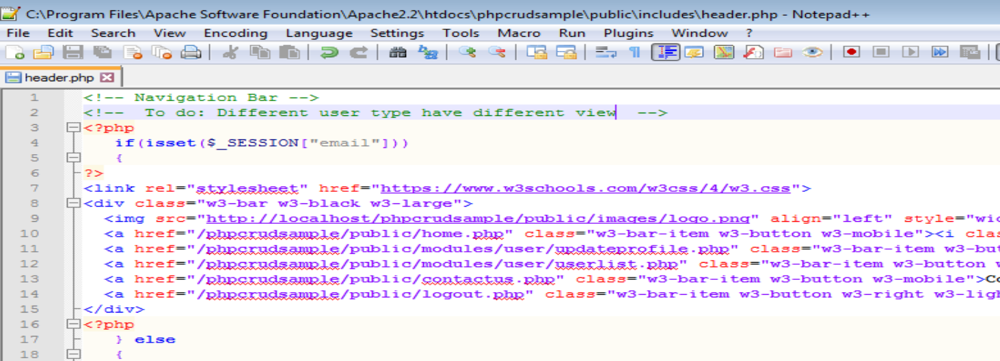 C:\Program Files\Apache Software Foundation\Apache2.2\htdocs\phpcrudsample\public\includes\header.php - Notepad++
File Edit Search View Encoding Language Settings Tools Macro Run Plugins Window ?
header.php
1 <!-- Navigation Bar -->
2 <!--  To do: Different user type have different view  -->
3 <?php
4 if(isset($_SESSION["email"]))
5 {
6 ?>
7 <link rel="stylesheet" href="https://www.w3schools.com/w3css/4/w3.css">
8 <div class="w3-bar w3-black w3-large">
9 <img src="http://localhost/phpcrudsample/public/images/logo.png" align="left" style="wid
10 <a href="/phpcrudsample/public/home.php" class="w3-bar-item w3-button w3-mobile"><i clas
11 <a href="/phpcrudsample/public/modules/user/updateprofile.php" class="w3-bar-item w3-but
12 <a href="/phpcrudsample/public/modules/user/userlist.php" class="w3-bar-item w3-button w
13 <a href="/phpcrudsample/public/contactus.php" class="w3-bar-item w3-button w3-mobile">Co
14 <a href="/phpcrudsample/public/logout.php" class="w3-bar-item w3-button w3-right w3-ligh
15 </div>
16 <?php
17 } else
18 {